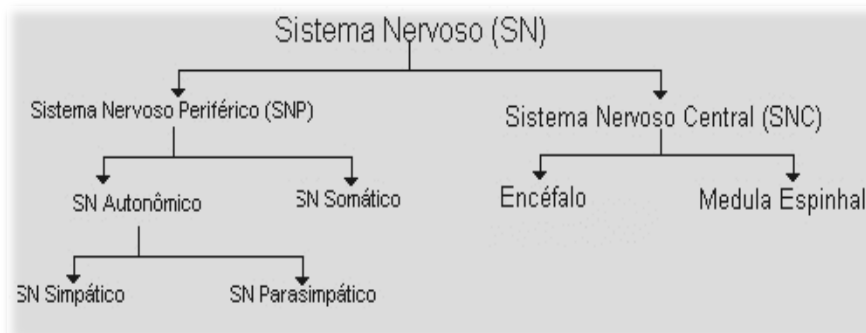 Sistema Nervoso (SN)
Sistema Nervoso Periférico (SNP)
Sistema Nervoso Central (SNC)
SN Autonômico
SN Somático
Encéfalo
Medula Espinhal
SN Simpático
SN Parasimpático